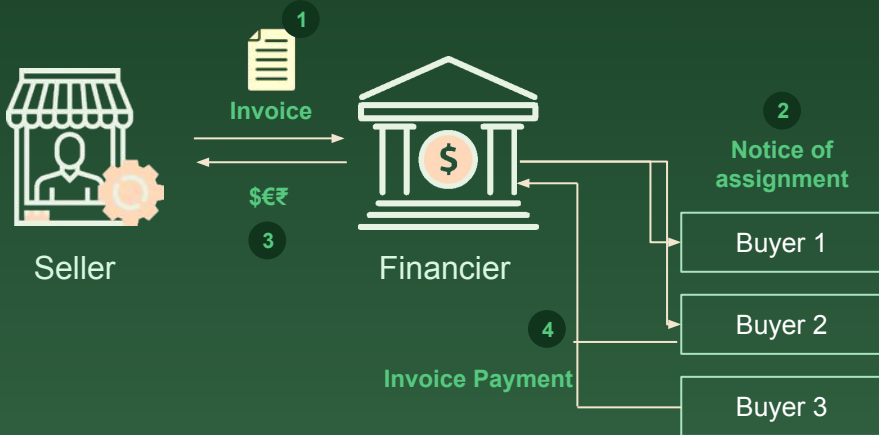 1
Invoice
$
$€₹
3
Seller
Financier
2
Notice of
assignment
Buyer 1
Buyer 2
4
Invoice Payment
Buyer 3